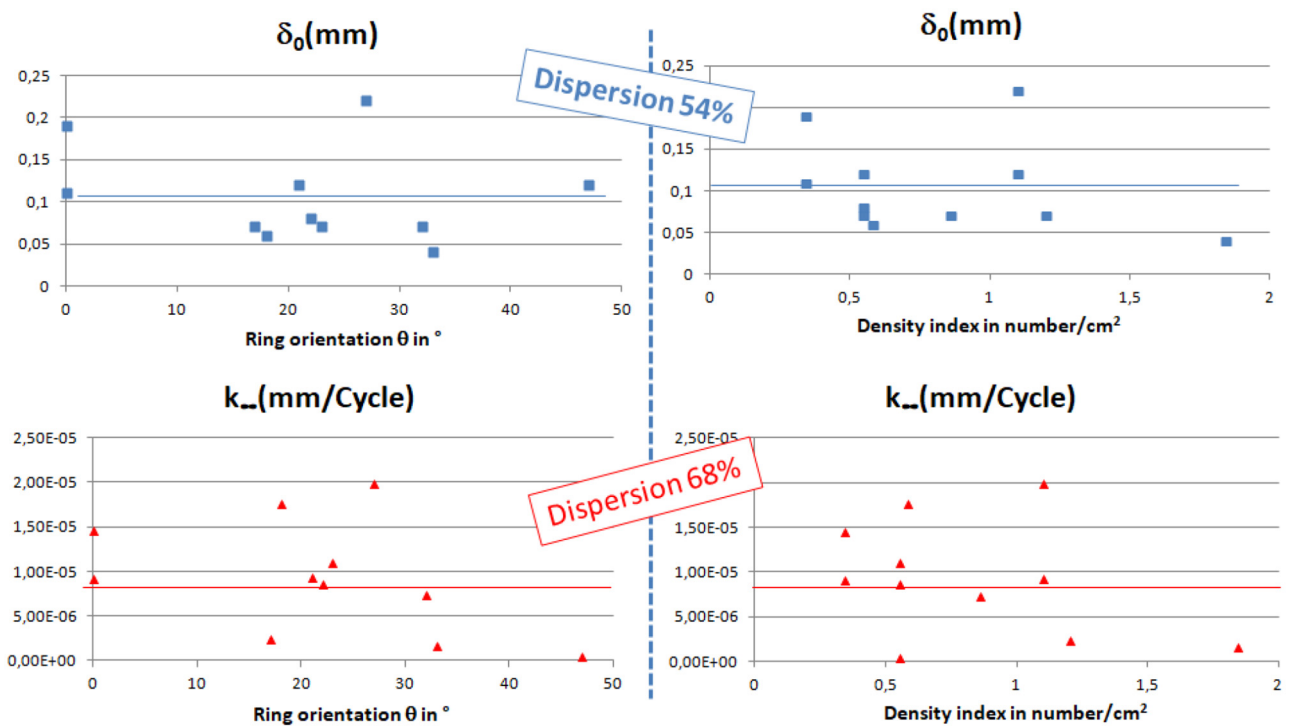 δ₀(mm)
0,25
0,2
0,15
0,1
0,05
0
0 10 20 30 40 50
Ring orientation θ in °
Dispersion 54%
δ₀(mm)
0,25
0,2
0,15
0,1
0,05
0
0 0,5 1 1,5 2
Density index in number/cm²
k∞(mm/Cycle)
2,50E-05
2,00E-05
1,50E-05
1,00E-05
5,00E-06
0,00E+00
0 10 20 30 40 50
Ring orientation θ in °
Dispersion 68%
k∞(mm/Cycle)
2,50E-05
2,00E-05
1,50E-05
1,00E-05
5,00E-06
0,00E+00
0 0,5 1 1,5 2
Density index in number/cm²